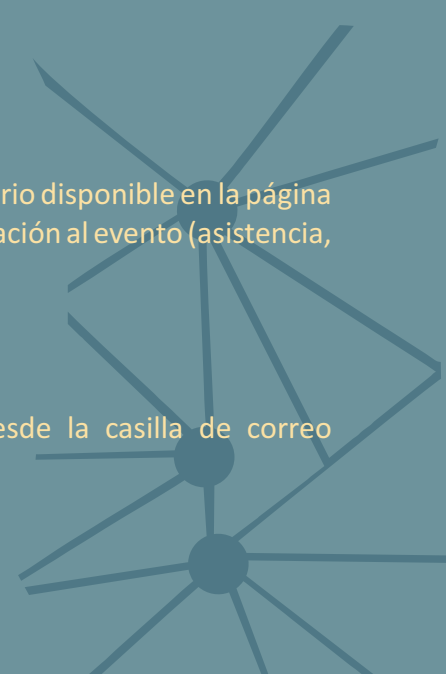 rio disponible en la página
ación al evento (asistencia,
esde la casilla de correo